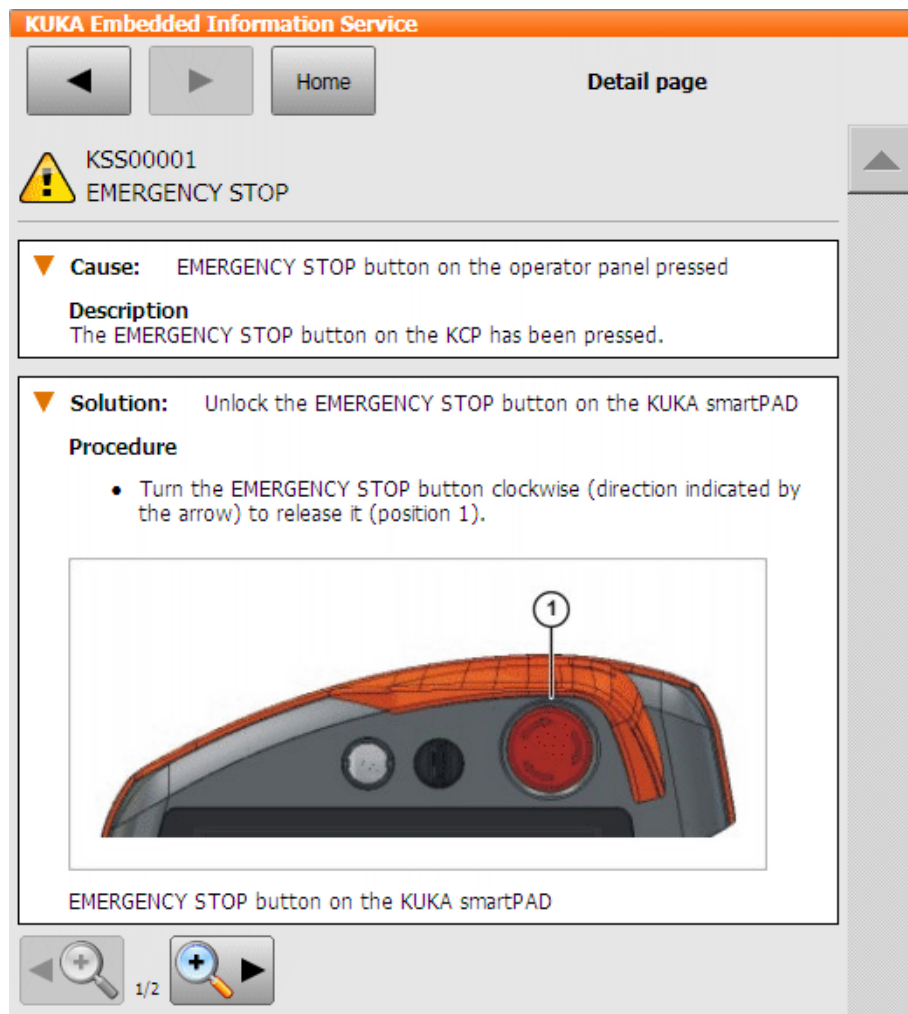 KUKA Embedded Information Service
Home
Detail page
KSS00001
EMERGENCY STOP
Cause: EMERGENCY STOP button on the operator panel pressed
Description
The EMERGENCY STOP button on the KCP has been pressed.
Solution: Unlock the EMERGENCY STOP button on the KUKA smartPAD
Procedure
• Turn the EMERGENCY STOP button clockwise (direction indicated by
the arrow) to release it (position 1).
1
EMERGENCY STOP button on the KUKA smartPAD
1/2